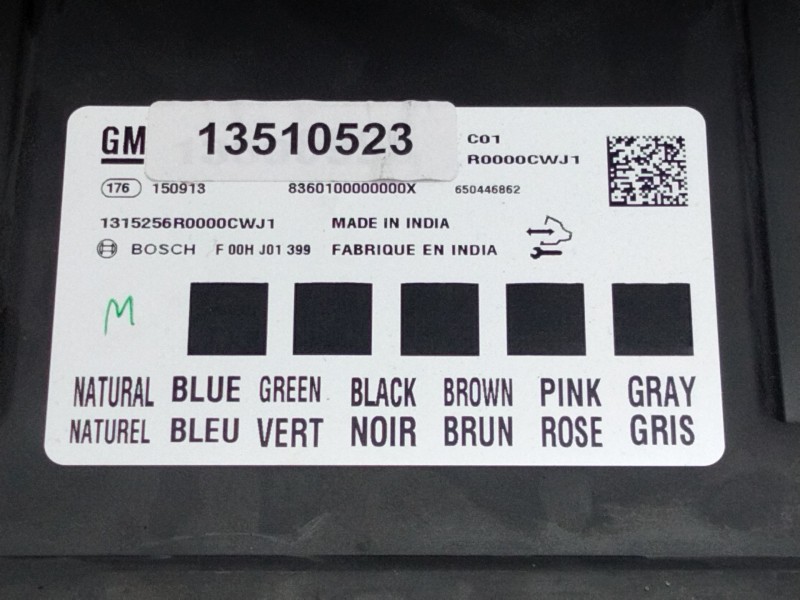 GM 13510523 C01
R0000CWJ1
176 150913 8360100000000X 650446862
1315256R0000CWJ1 MADE IN INDIA
BOSCH F 00H J01 399 FABRIQUE EN INDIA
M
NATURAL BLUE GREEN BLACK BROWN PINK GRAY
NATUREL BLEU VERT NOIR BRUN ROSE GRIS